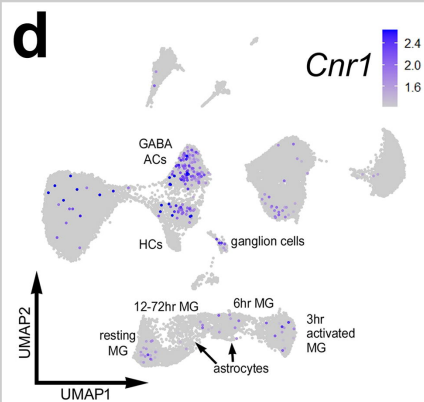 d
Cnr1
2.4
2.0
1.6
GABA
ACs
HCs
ganglion cells
12-72hr MG
6hr MG
3hr
activated
MG
resting
MG
astrocytes
UMAP2
UMAP1